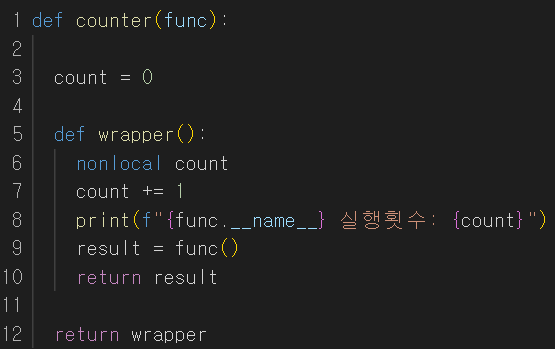 1 def counter(func):
2
3   count = 0
4
5   def wrapper():
6     nonlocal count
7     count += 1
8     print(f"{func.__name__} 실행횟수: {count}")
9     result = func()
10     return result
11
12   return wrapper